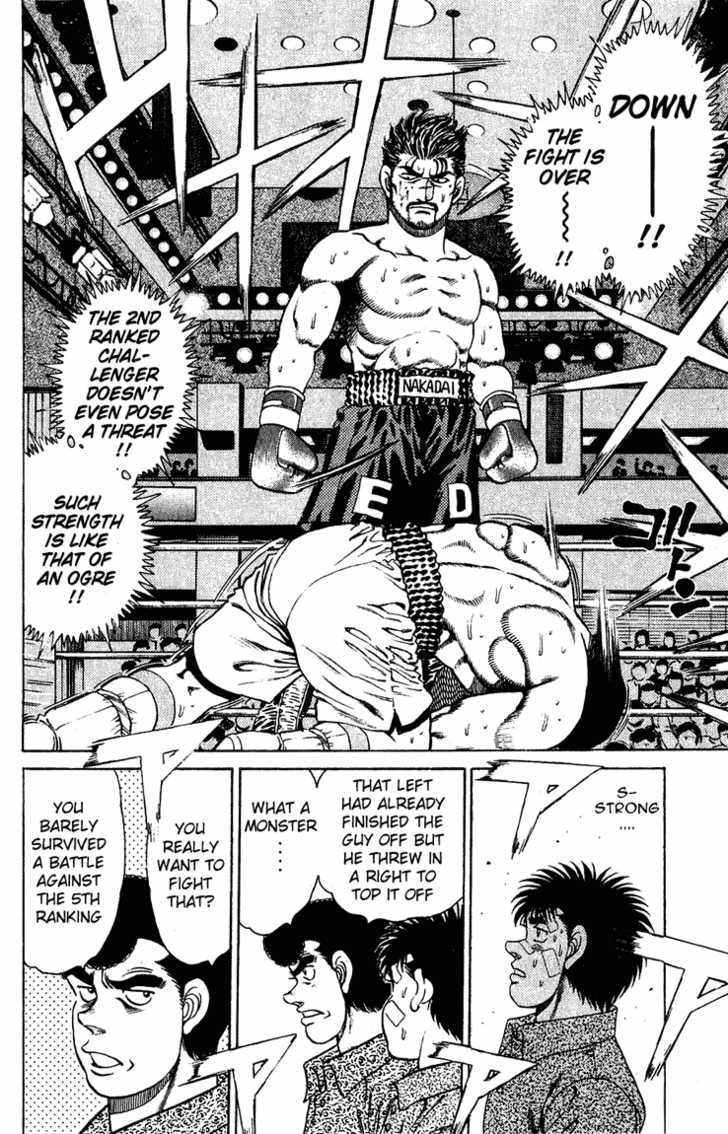 DOWN
——!!
THE
FIGHT IS
OVER
〜〜!!
THE 2ND
RANKED
CHAL-
LENGER
DOESN'T
EVEN POSE
A THREAT
!!
SUCH
STRENGTH
IS LIKE
THAT OF
AN OGRE
!!
NAKADAI
E D
ゴトン
S-
STRONG
....
THAT LEFT
HAD ALREADY
FINISHED THE
GUY OFF BUT
HE THREW IN
A RIGHT TO
TOP IT OFF
WHAT A
MONSTER
...
YOU
REALLY
WANT TO
FIGHT
THAT?
YOU
BARELY
SURVIVED
A BATTLE
AGAINST
THE 5TH
RANKING